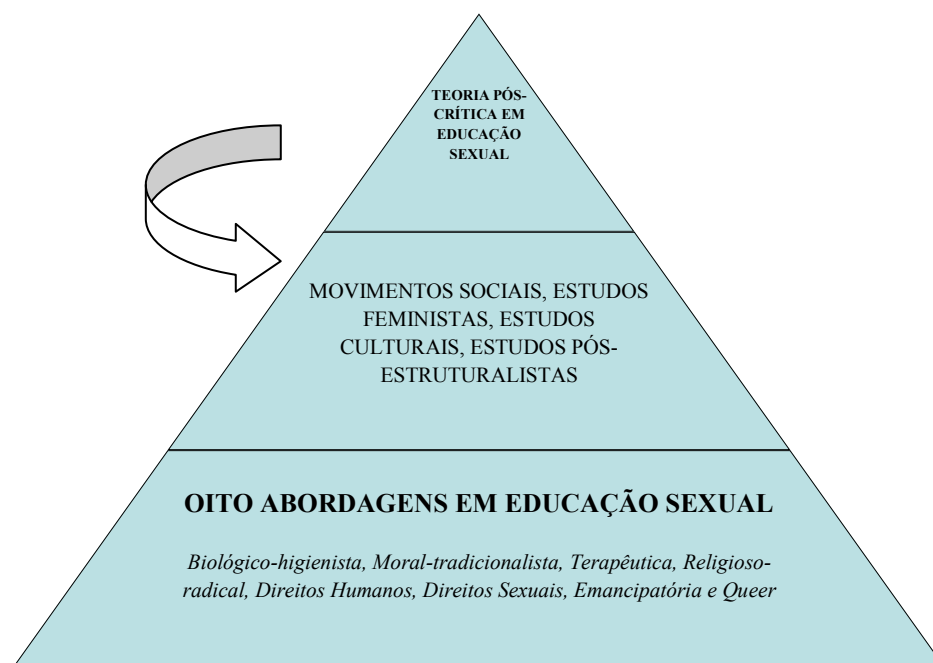 TEORIA PÓS-
CRÍTICA EM
EDUCAÇÃO
SEXUAL
MOVIMENTOS SOCIAIS, ESTUDOS
FEMINISTAS, ESTUDOS
CULTURAIS, ESTUDOS PÓS-
ESTRUTURALISTAS
OITO ABORDAGENS EM EDUCAÇÃO SEXUAL
Biológico-higienista, Moral-tradicionalista, Terapêutica, Religioso-
radical, Direitos Humanos, Direitos Sexuais, Emancipatória e Queer